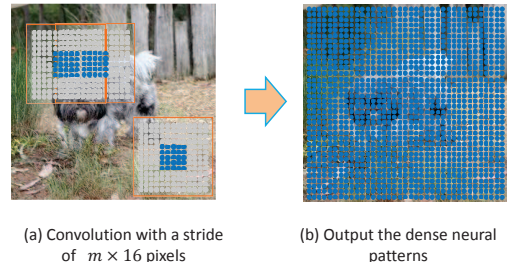 (a) Convolution with a stride
of m × 16 pixels
(b) Output the dense neural
patterns